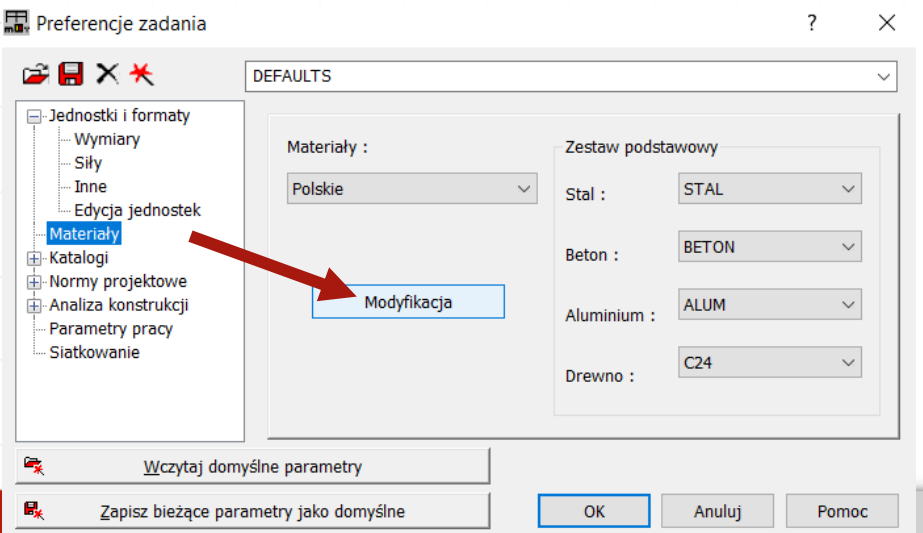 Preferencje zadania
DEFAULTS
Jednostki i formaty
Wymiary
Siły
Inne
Edycja jednostek
Materiały
Katalogi
Normy projektowe
Analiza konstrukcji
Parametry pracy
Siatkowanie
Materiały :
Polskie
Modyfikacja
Zestaw podstawowy
Stal :
STAL
Beton :
BETON
Aluminium :
ALUM
Drewno :
C24
Wczytaj domyślne parametry
Zapisz bieżące parametry jako domyślne
OK
Anuluj
Pomoc